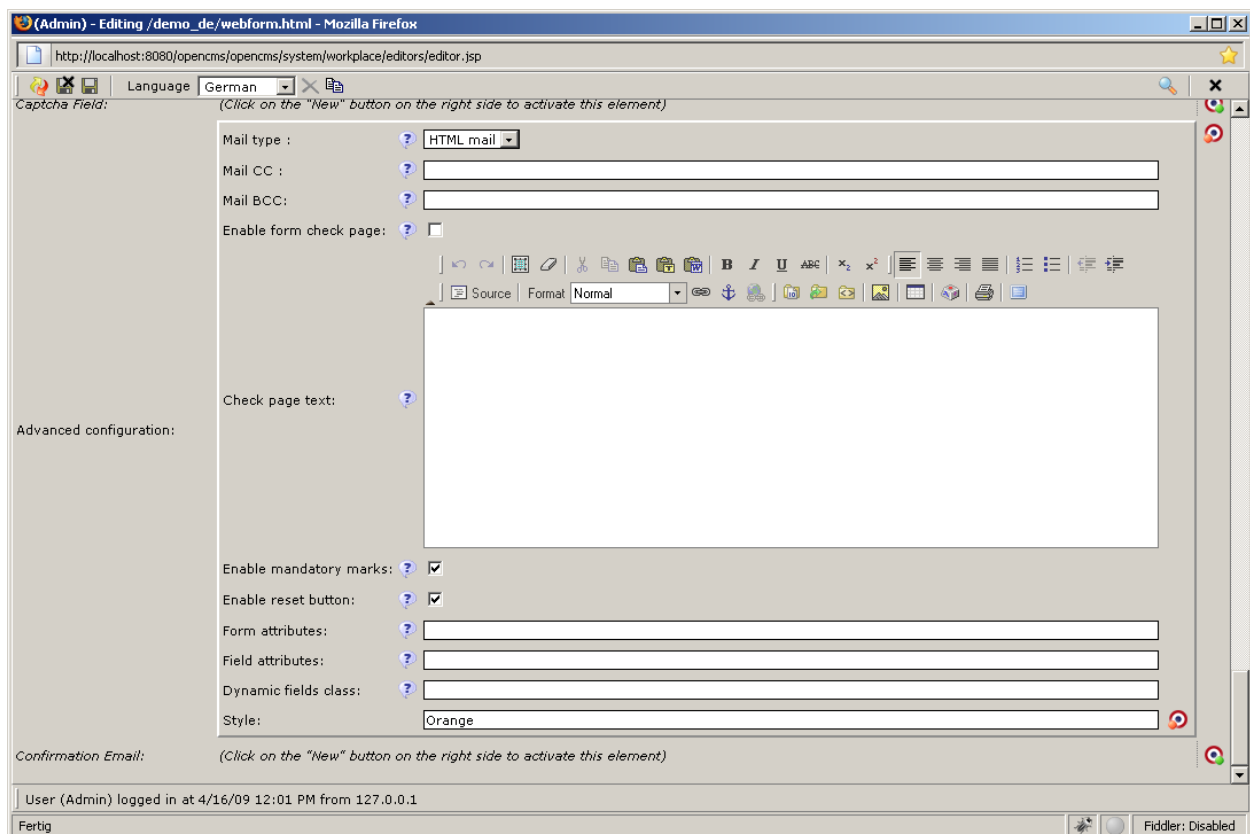 (Admin) - Editing /demo_de/webform.html - Mozilla Firefox
http://localhost:8080/opencms/opencms/system/workplace/editors/editor.jsp
Language German
Captcha Field: (Click on the "New" button on the right side to activate this element)
Mail type : ? HTML mail
Mail CC : ?
Mail BCC: ?
Enable form check page: ?
B I U ABC x₂ x²
Source Format Normal
Check page text: ?
Advanced configuration:
Enable mandatory marks: ?
Enable reset button: ?
Form attributes: ?
Field attributes: ?
Dynamic fields class: ?
Style: Orange
Confirmation Email: (Click on the "New" button on the right side to activate this element)
User (Admin) logged in at 4/16/09 12:01 PM from 127.0.0.1
Fertig Fiddler: Disabled